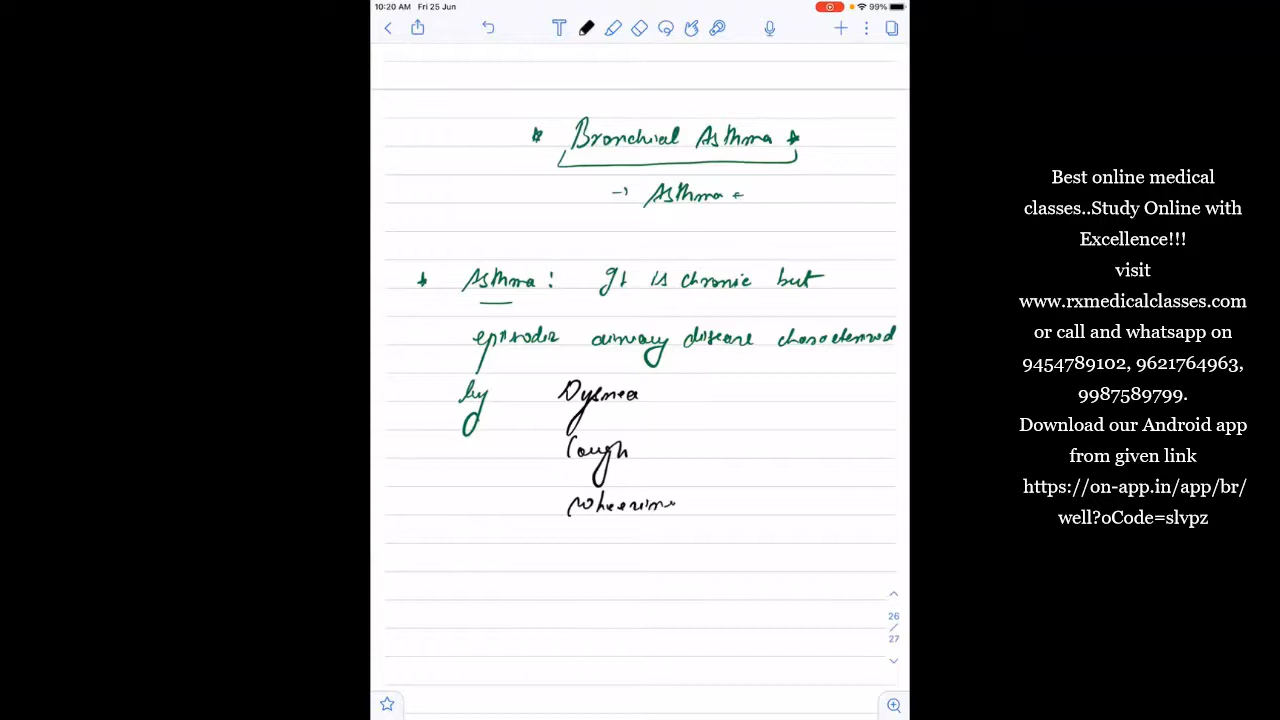 10:20 AM Fri 25 Jun
99%
Bronchial Asthma
Asthma
Asthma : It is chronic but
episodic airway disease characterized
by Dyspnea
Cough
wheezing
26
/
27
Best online medical
classes..Study Online with
Excellence!!!
visit
www.rxmedicalclasses.com
or call and whatsapp on
9454789102, 9621764963,
9987589799.
Download our Android app
from given link
https://on-app.in/app/br/
well?oCode=slvpz